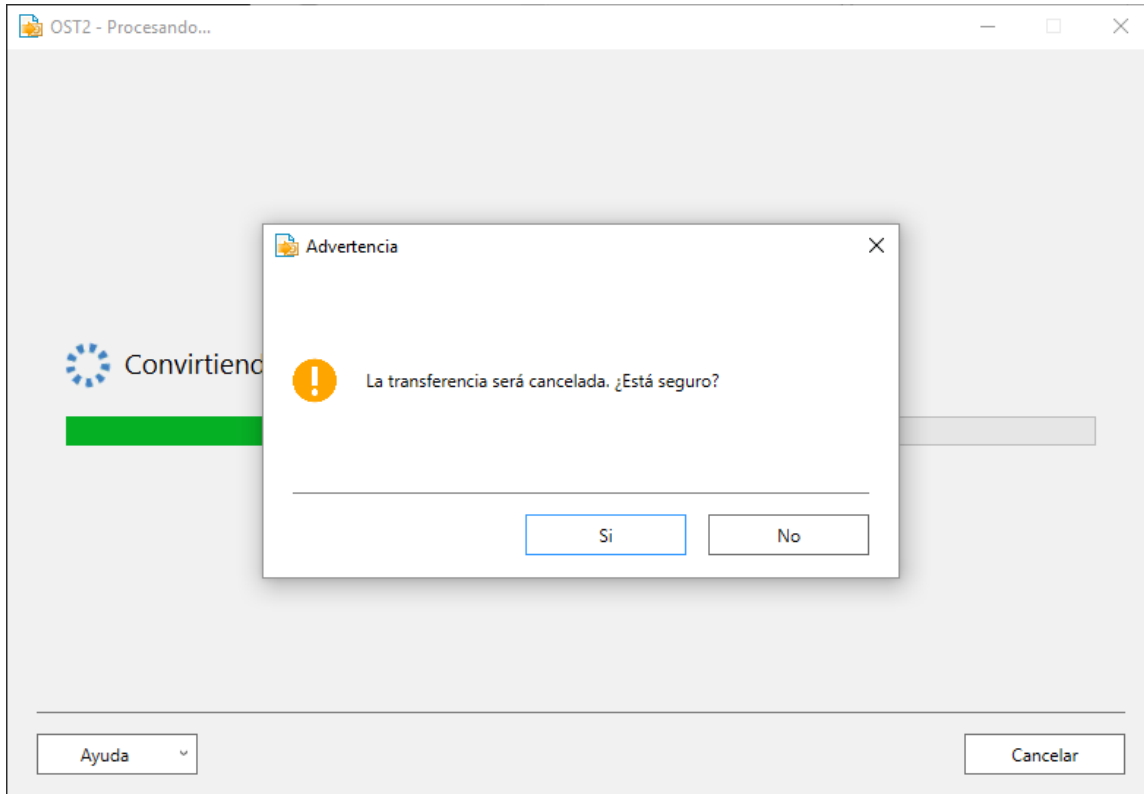 OST2 - Procesando...
Advertencia
Convirtiend
La transferencia será cancelada. ¿Está seguro?
Si
No
Ayuda
Cancelar